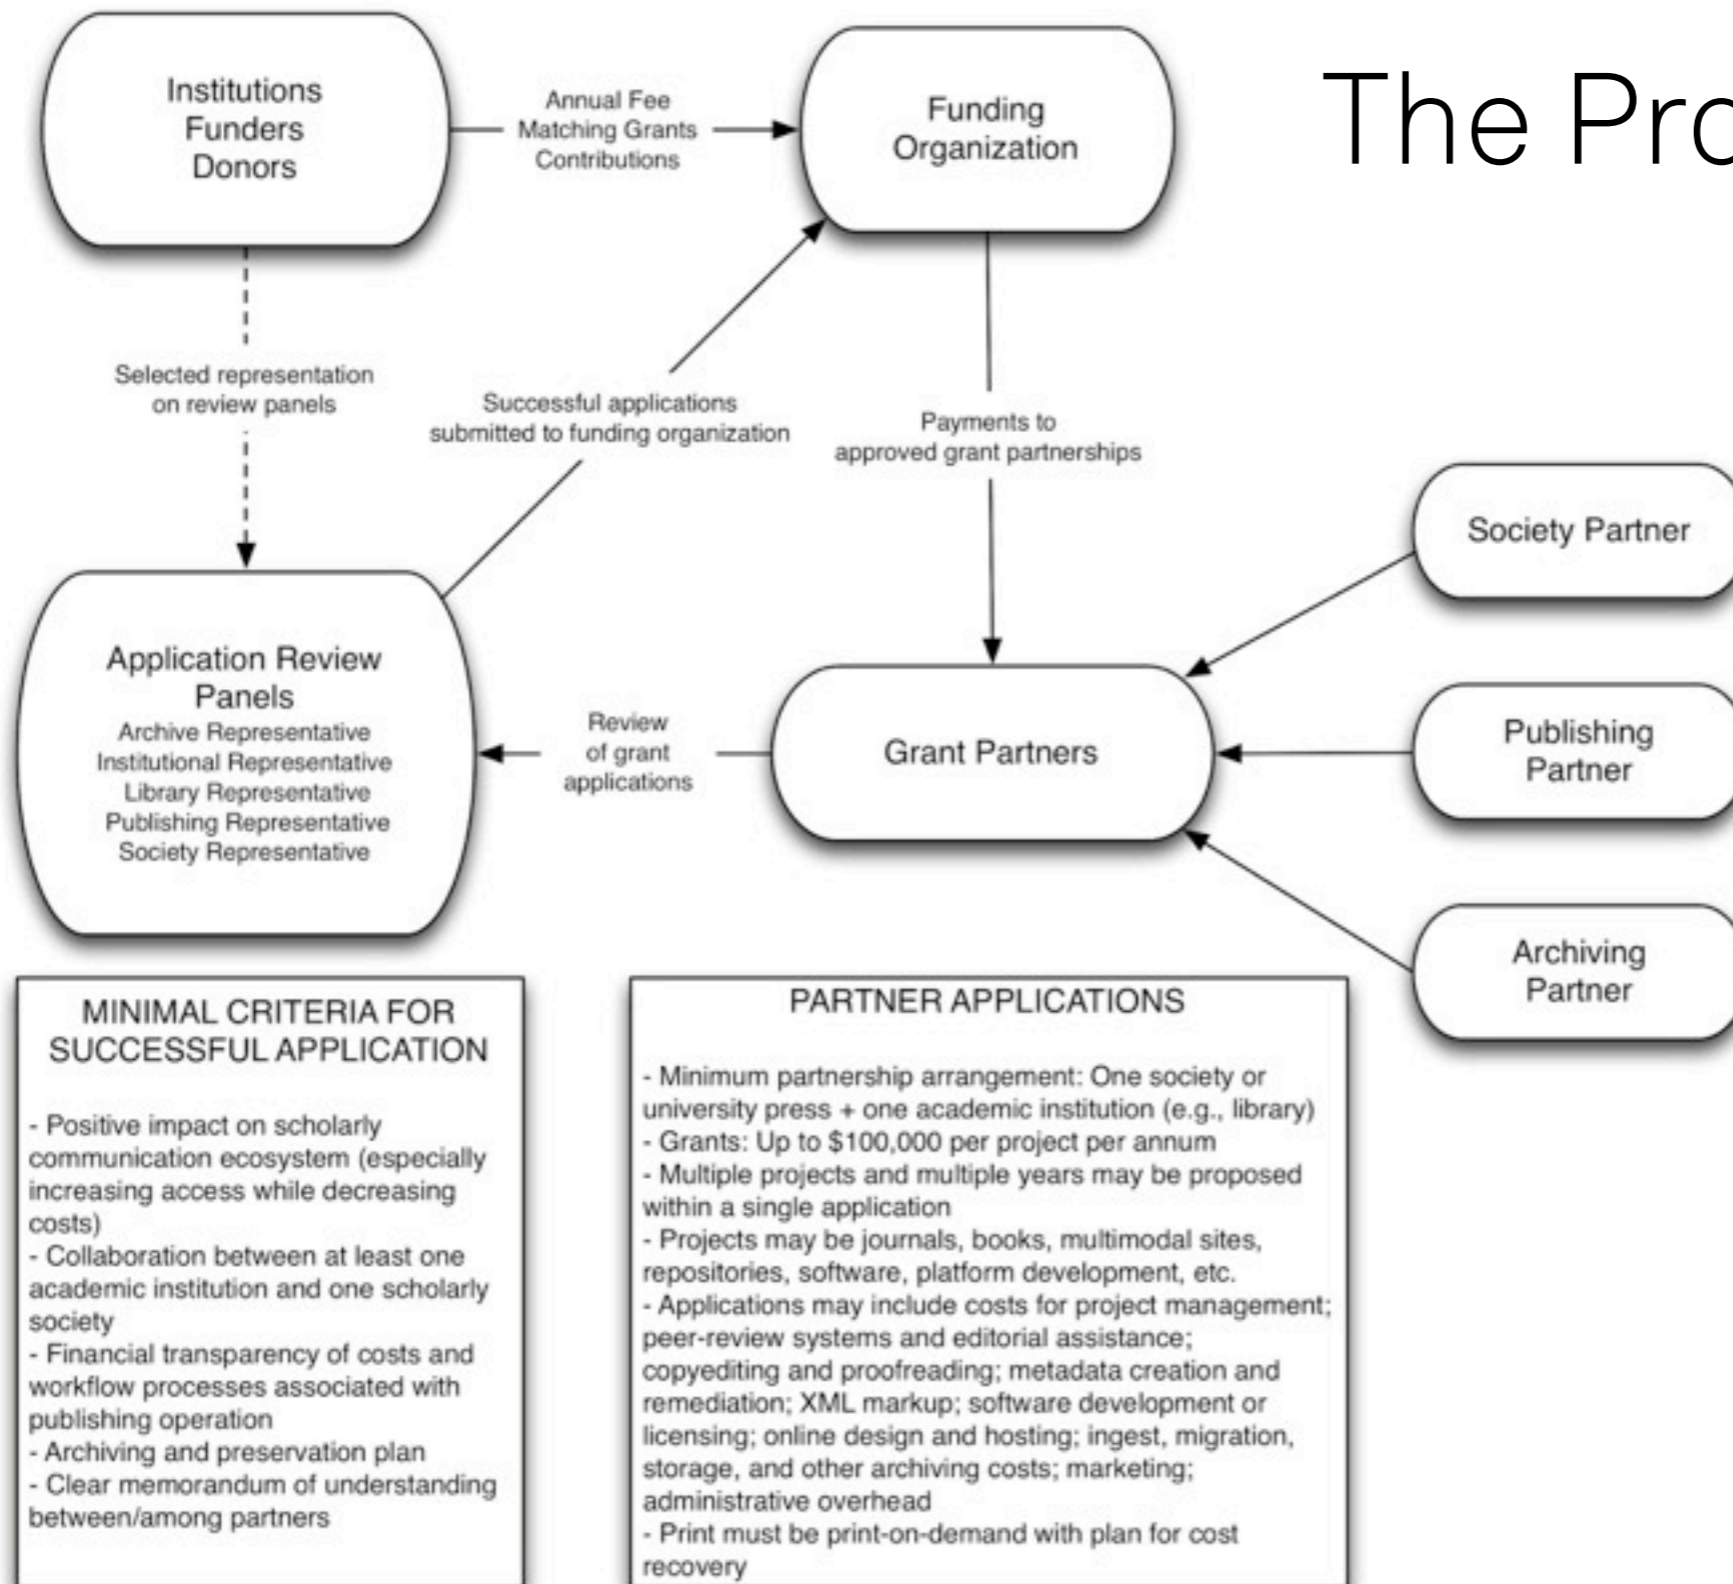 The Pro
Institutions
Funders
Donors
Annual Fee
Matching Grants
Contributions
Funding
Organization
Selected representation
on review panels
Successful applications
submitted to funding organization
Payments to
approved grant partnerships
Society Partner
Application Review
Panels
Archive Representative
Institutional Representative
Library Representative
Publishing Representative
Society Representative
Review
of grant
applications
Grant Partners
Publishing
Partner
Archiving
Partner
MINIMAL CRITERIA FOR
SUCCESSFUL APPLICATION
- Positive impact on scholarly
communication ecosystem (especially
increasing access while decreasing
costs)
- Collaboration between at least one
academic institution and one scholarly
society
- Financial transparency of costs and
workflow processes associated with
publishing operation
- Archiving and preservation plan
- Clear memorandum of understanding
between/among partners
PARTNER APPLICATIONS
- Minimum partnership arrangement: One society or
university press + one academic institution (e.g., library)
- Grants: Up to $100,000 per project per annum
- Multiple projects and multiple years may be proposed
within a single application
- Projects may be journals, books, multimodal sites,
repositories, software, platform development, etc.
- Applications may include costs for project management;
peer-review systems and editorial assistance;
copyediting and proofreading; metadata creation and
remediation; XML markup; software development or
licensing; online design and hosting; ingest, migration,
storage, and other archiving costs; marketing;
administrative overhead
- Print must be print-on-demand with plan for cost
recovery